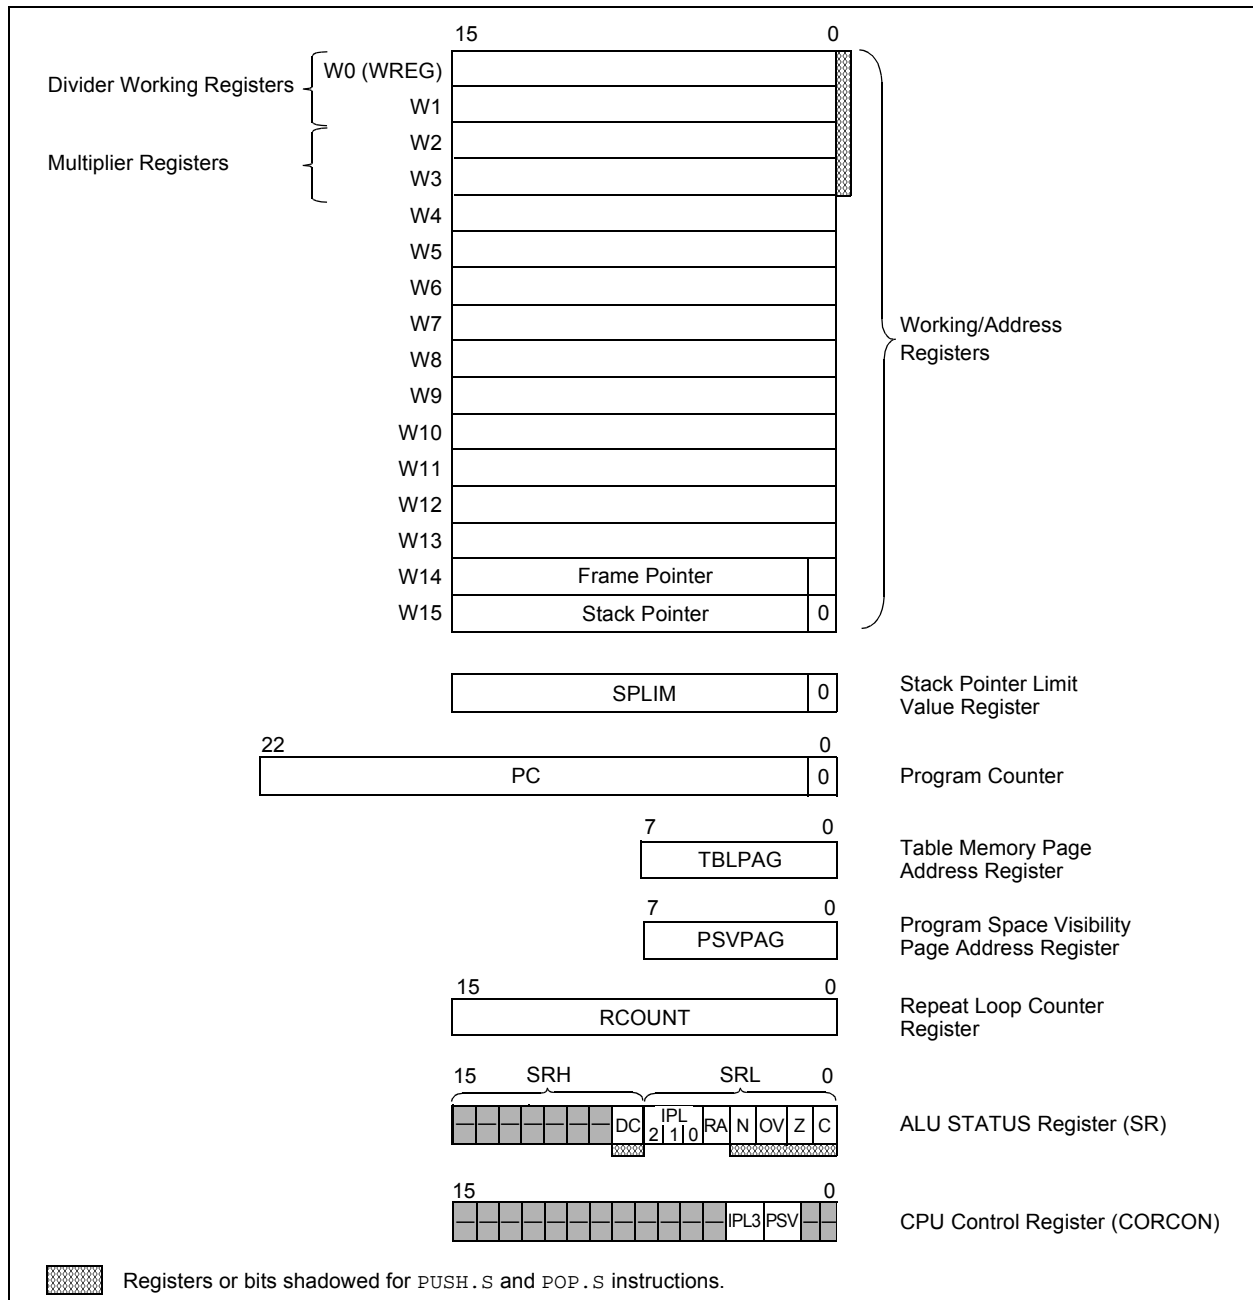 15 0
Divider Working Registers
W0 (WREG)
W1
Multiplier Registers
W2
W3
W4
W5
W6
W7
W8
W9
W10
W11
W12
W13
W14 Frame Pointer
W15 Stack Pointer 0
Working/Address
Registers
SPLIM 0
Stack Pointer Limit
Value Register
22 0
PC 0
Program Counter
7 0
TBLPAG
Table Memory Page
Address Register
7 0
PSVPAG
Program Space Visibility
Page Address Register
15 0
RCOUNT
Repeat Loop Counter
Register
15 SRH SRL 0
— — — — — — — DC IPL 2 1 0 RA N OV Z C
ALU STATUS Register (SR)
15 0
— — — — — — — — — — — — IPL3 PSV — —
CPU Control Register (CORCON)
Registers or bits shadowed for PUSH.S and POP.S instructions.